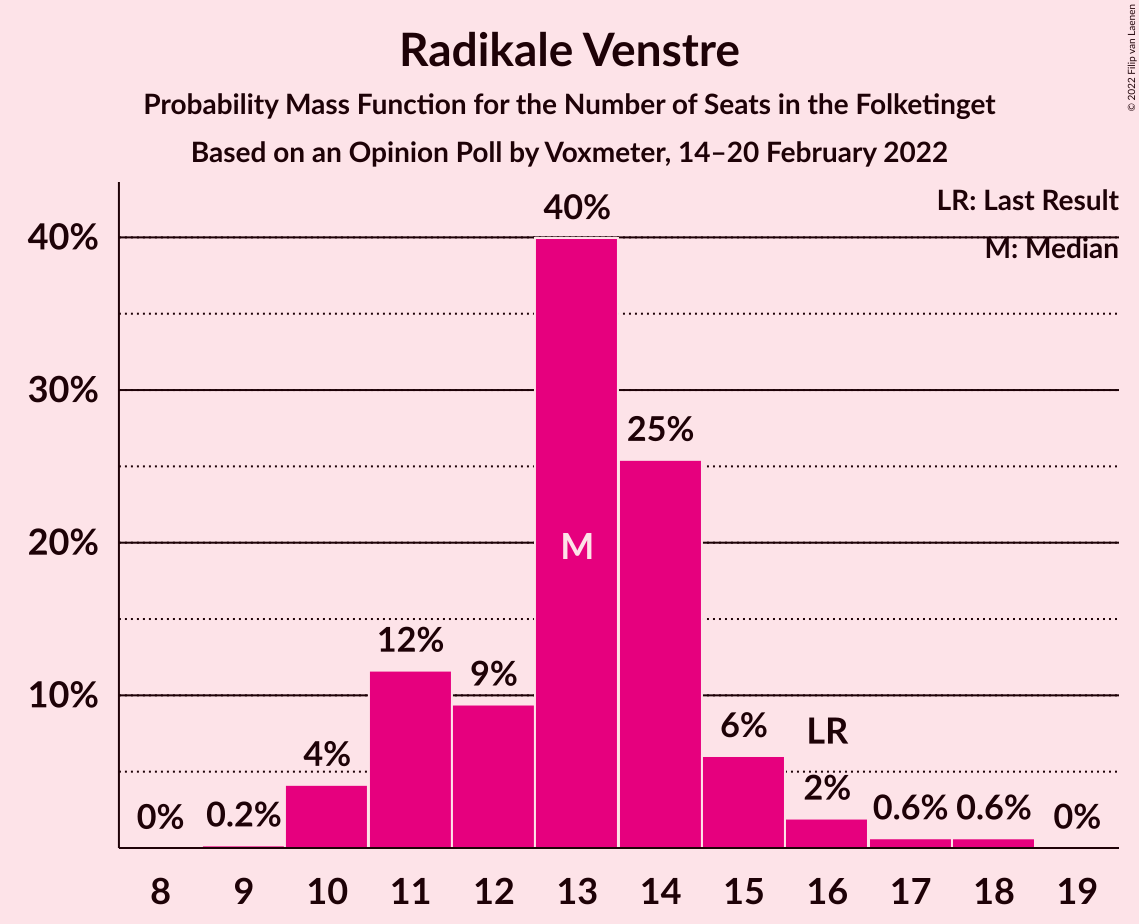 Radikale Venstre
Probability Mass Function for the Number of Seats in the Folketinget
Based on an Opinion Poll by Voxmeter, 14–20 February 2022
© 2022 Filip van Laenen
LR: Last Result
M: Median
40%
30%
20%
10%
0%
0.2%
4%
12%
9%
40%
M
25%
6%
LR
2%
0.6%
0.6%
0%
8 9 10 11 12 13 14 15 16 17 18 19